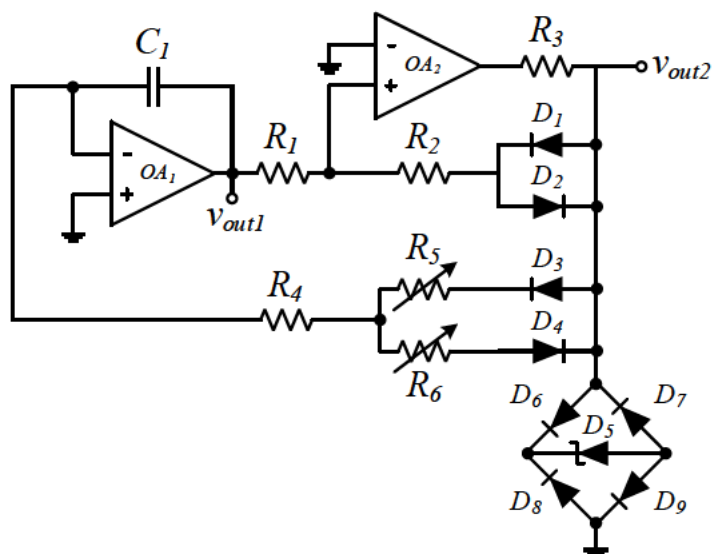 C1
R3
-
OA2
+
vout2
D1
R1
R2
-
OA1
+
D2
vout1
R5
D3
R4
D4
R6
D6
D7
D5
D8
D9